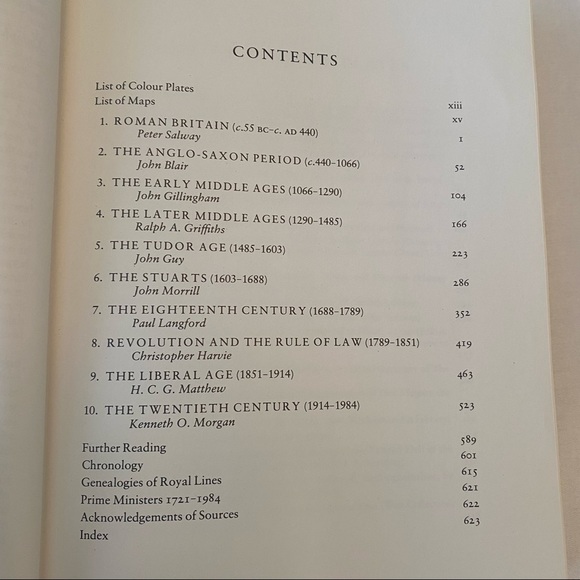 CONTENTS
List of Colour Plates xiii
List of Maps xv
1. ROMAN BRITAIN (c.55 BC–c. AD 440) 1
Peter Salway
2. THE ANGLO-SAXON PERIOD (c.440–1066) 52
John Blair
3. THE EARLY MIDDLE AGES (1066–1290) 104
John Gillingham
4. THE LATER MIDDLE AGES (1290–1485) 166
Ralph A. Griffiths
5. THE TUDOR AGE (1485–1603) 223
John Guy
6. THE STUARTS (1603–1688) 286
John Morrill
7. THE EIGHTEENTH CENTURY (1688–1789) 352
Paul Langford
8. REVOLUTION AND THE RULE OF LAW (1789–1851) 419
Christopher Harvie
9. THE LIBERAL AGE (1851–1914) 463
H. C. G. Matthew
10. THE TWENTIETH CENTURY (1914–1984) 523
Kenneth O. Morgan
Further Reading 589
Chronology 601
Genealogies of Royal Lines 615
Prime Ministers 1721–1984 621
Acknowledgements of Sources 622
Index 623